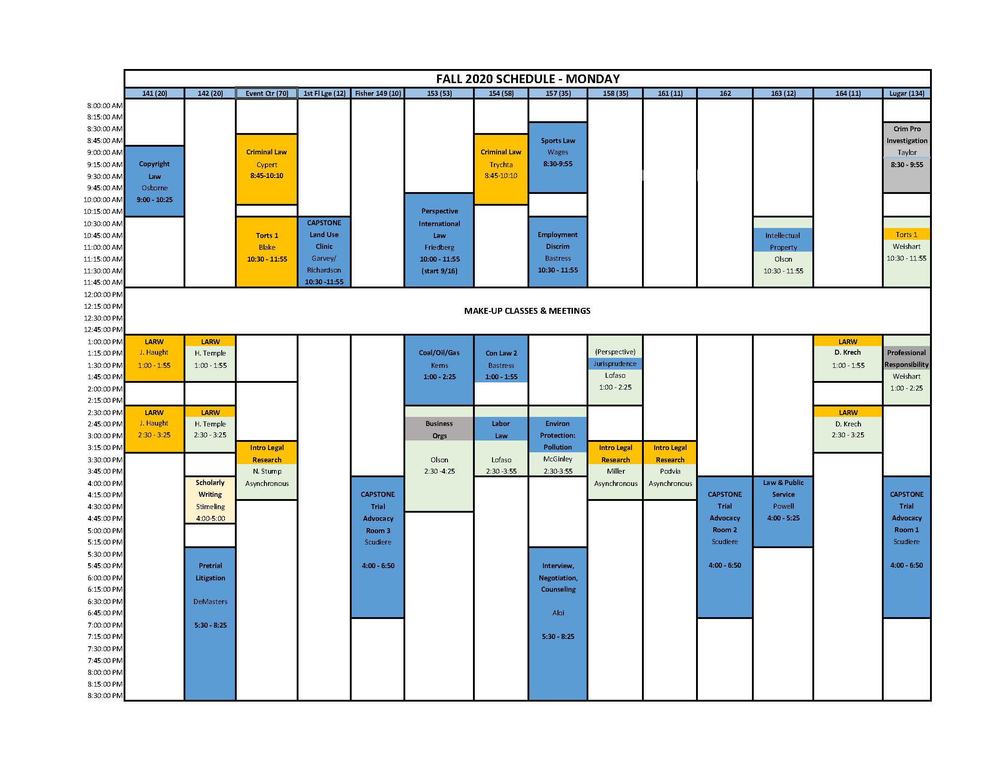 FALL 2020 SCHEDULE - MONDAY
141 (20) 142 (20) Event Ctr (70) 1st Fl Lge (12) Fisher 149 (10) 153 (53) 154 (58) 157 (35) 158 (35) 161 (11) 162 163 (12) 164 (11) Lugar (134)
8:00:00 AM
8:15:00 AM
8:30:00 AM Crim Pro
8:45:00 AM Sports Law Investigation
9:00:00 AM Criminal Law Criminal Law Wages Taylor
9:15:00 AM Copyright Cypert Trychta 8:30-9:55 8:30 - 9:55
9:30:00 AM Law 8:45-10:10 8:45-10:10
9:45:00 AM Osborne
10:00:00 AM 9:00 - 10:25
10:15:00 AM Perspective
10:30:00 AM CAPSTONE International
10:45:00 AM Torts 1 Land Use Law Employment Intellectual Torts 1
11:00:00 AM Blake Clinic Friedberg Discrim Property Weishart
11:15:00 AM 10:30 - 11:55 Garvey/ 10:00 - 11:55 Bastress Olson 10:30 - 11:55
11:30:00 AM Richardson (start 9/16) 10:30 - 11:55 10:30 - 11:55
11:45:00 AM 10:30 -11:55
12:00:00 PM
12:15:00 PM MAKE-UP CLASSES & MEETINGS
12:30:00 PM
12:45:00 PM
1:00:00 PM LARW LARW LARW
1:15:00 PM J. Haught H. Temple Coal/Oil/Gas Con Law 2 (Perspective) D. Krech Professional
1:30:00 PM 1:00 - 1:55 1:00 - 1:55 Kerns Bastress Jurisprudence 1:00 - 1:55 Responsibility
1:45:00 PM 1:00 - 2:25 1:00 - 1:55 Lofaso Weishart
2:00:00 PM 1:00 - 2:25 1:00 - 2:25
2:15:00 PM
2:30:00 PM LARW LARW LARW
2:45:00 PM J. Haught H. Temple Business Labor Environ D. Krech
3:00:00 PM 2:30 - 3:25 2:30 - 3:25 Orgs Law Protection: 2:30 - 3:25
3:15:00 PM Intro Legal Pollution Intro Legal Intro Legal
3:30:00 PM Research Olson Lofaso McGinley Research Research
3:45:00 PM N. Stump 2:30 -4:25 2:30 -3:55 2:30-3:55 Miller Podvia
4:00:00 PM Scholarly Asynchronous Asynchronous Asynchronous Law & Public
4:15:00 PM Writing CAPSTONE CAPSTONE Service CAPSTONE
4:30:00 PM Stimeling Trial Trial Powell Trial
4:45:00 PM 4:00-5:00 Advocacy Advocacy 4:00 - 5:25 Advocacy
5:00:00 PM Room 3 Room 2 Room 1
5:15:00 PM Scudiere Scudiere Scudiere
5:30:00 PM
5:45:00 PM Pretrial 4:00 - 6:50 Interview, 4:00 - 6:50 4:00 - 6:50
6:00:00 PM Litigation Negotiation,
6:15:00 PM Counseling
6:30:00 PM DeMasters
6:45:00 PM Aloi
7:00:00 PM 5:30 - 8:25
7:15:00 PM 5:30 - 8:25
7:30:00 PM
7:45:00 PM
8:00:00 PM
8:15:00 PM
8:30:00 PM